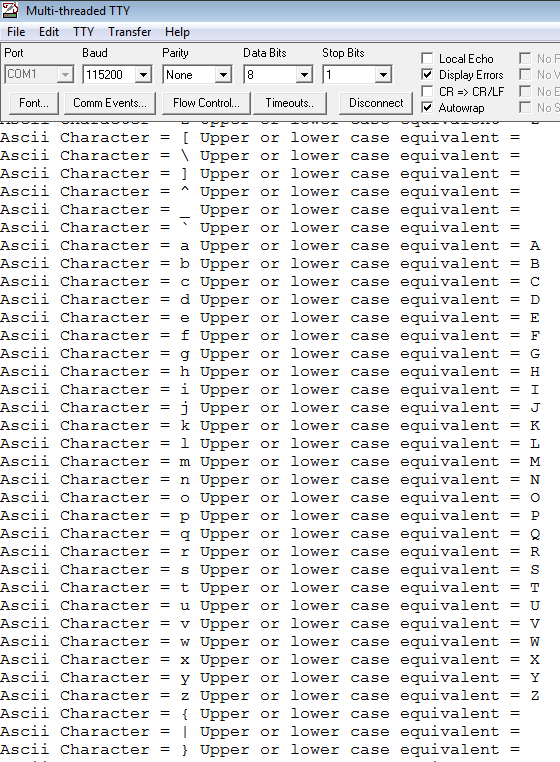 Multi-threaded TTY
File Edit TTY Transfer Help
Port Baud Parity Data Bits Stop Bits
COM1 115200 None 8 1
Local Echo No
Display Errors No
CR => CR/LF No
Autowrap No
Font... Comm Events... Flow Control... Timeouts.. Disconnect
Ascii Character = Upper or lower case equivalent =
Ascii Character = [ Upper or lower case equivalent =
Ascii Character = \ Upper or lower case equivalent =
Ascii Character = ] Upper or lower case equivalent =
Ascii Character = ^ Upper or lower case equivalent =
Ascii Character = _ Upper or lower case equivalent =
Ascii Character = ` Upper or lower case equivalent =
Ascii Character = a Upper or lower case equivalent = A
Ascii Character = b Upper or lower case equivalent = B
Ascii Character = c Upper or lower case equivalent = C
Ascii Character = d Upper or lower case equivalent = D
Ascii Character = e Upper or lower case equivalent = E
Ascii Character = f Upper or lower case equivalent = F
Ascii Character = g Upper or lower case equivalent = G
Ascii Character = h Upper or lower case equivalent = H
Ascii Character = i Upper or lower case equivalent = I
Ascii Character = j Upper or lower case equivalent = J
Ascii Character = k Upper or lower case equivalent = K
Ascii Character = l Upper or lower case equivalent = L
Ascii Character = m Upper or lower case equivalent = M
Ascii Character = n Upper or lower case equivalent = N
Ascii Character = o Upper or lower case equivalent = O
Ascii Character = p Upper or lower case equivalent = P
Ascii Character = q Upper or lower case equivalent = Q
Ascii Character = r Upper or lower case equivalent = R
Ascii Character = s Upper or lower case equivalent = S
Ascii Character = t Upper or lower case equivalent = T
Ascii Character = u Upper or lower case equivalent = U
Ascii Character = v Upper or lower case equivalent = V
Ascii Character = w Upper or lower case equivalent = W
Ascii Character = x Upper or lower case equivalent = X
Ascii Character = y Upper or lower case equivalent = Y
Ascii Character = z Upper or lower case equivalent = Z
Ascii Character = { Upper or lower case equivalent =
Ascii Character = | Upper or lower case equivalent =
Ascii Character = } Upper or lower case equivalent =